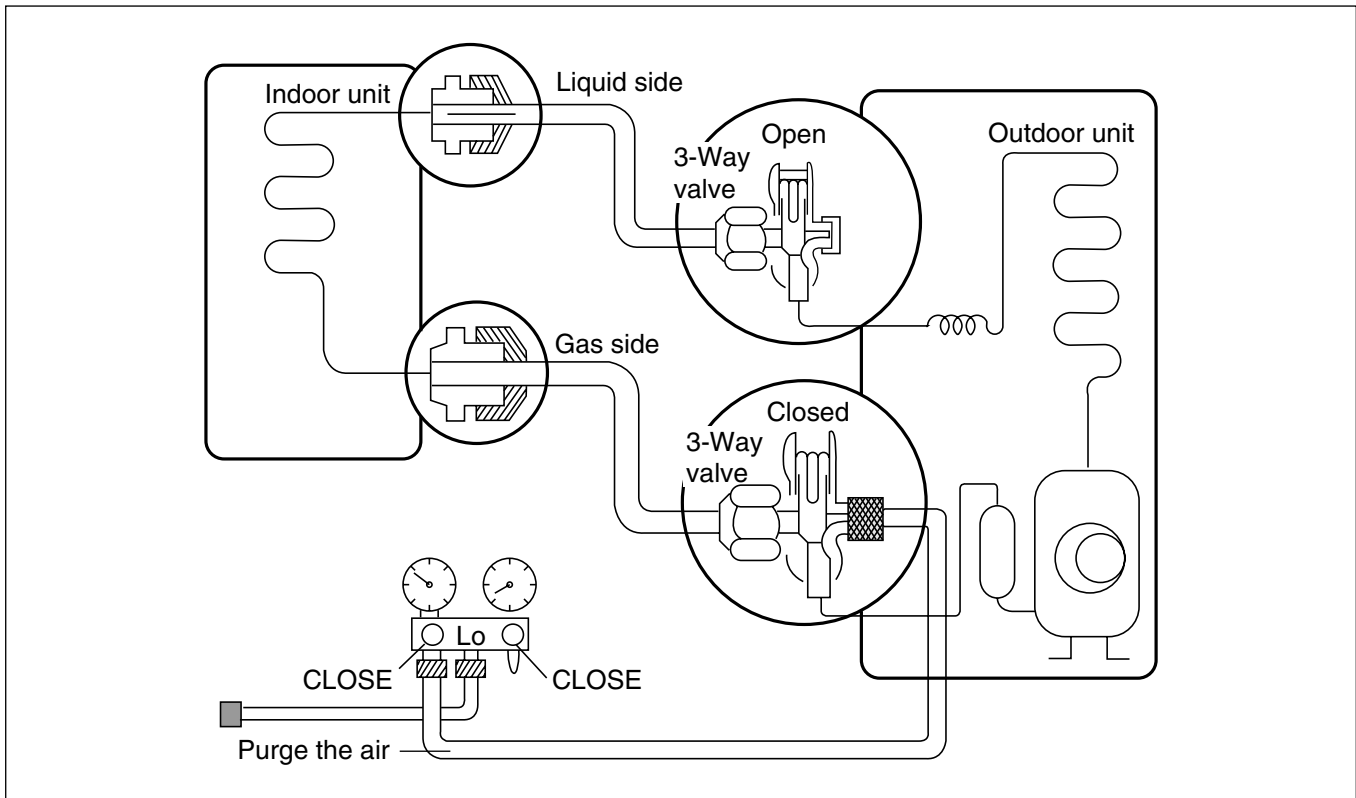 Indoor unit
Liquid side
Open
3-Way
valve
Outdoor unit
Gas side
Closed
3-Way
valve
Lo
CLOSE
CLOSE
Purge the air